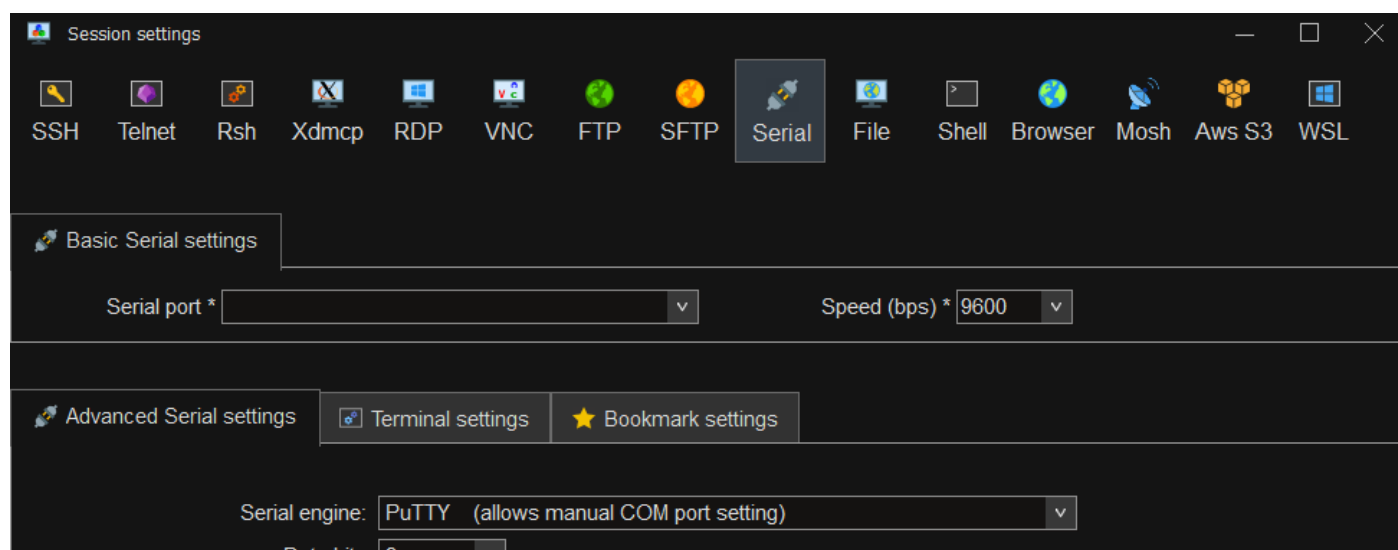 Session settings
SSH Telnet Rsh Xdmcp RDP VNC FTP SFTP Serial File Shell Browser Mosh Aws S3 WSL
Basic Serial settings
Serial port * Speed (bps) * 9600
Advanced Serial settings Terminal settings Bookmark settings
Serial engine: PuTTY (allows manual COM port setting)